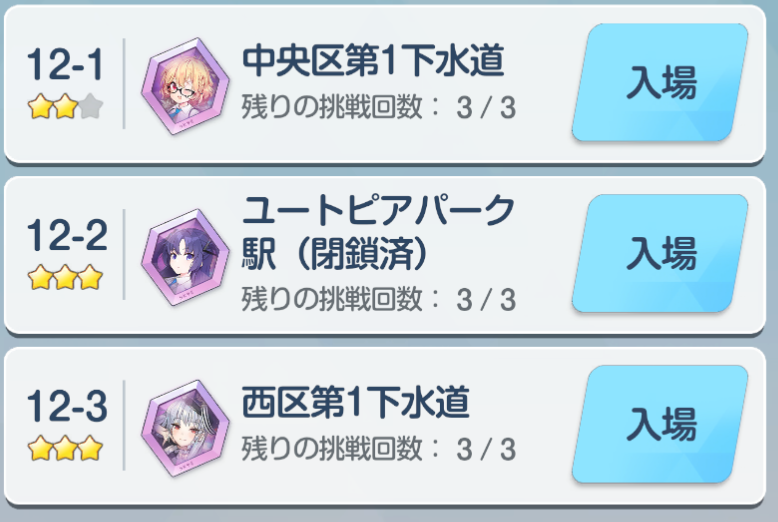 12-1
中央区第1下水道
残りの挑戦回数：3/3
入場
12-2
ユートピアパーク
駅（閉鎖済）
残りの挑戦回数：3/3
入場
12-3
西区第1下水道
残りの挑戦回数：3/3
入場